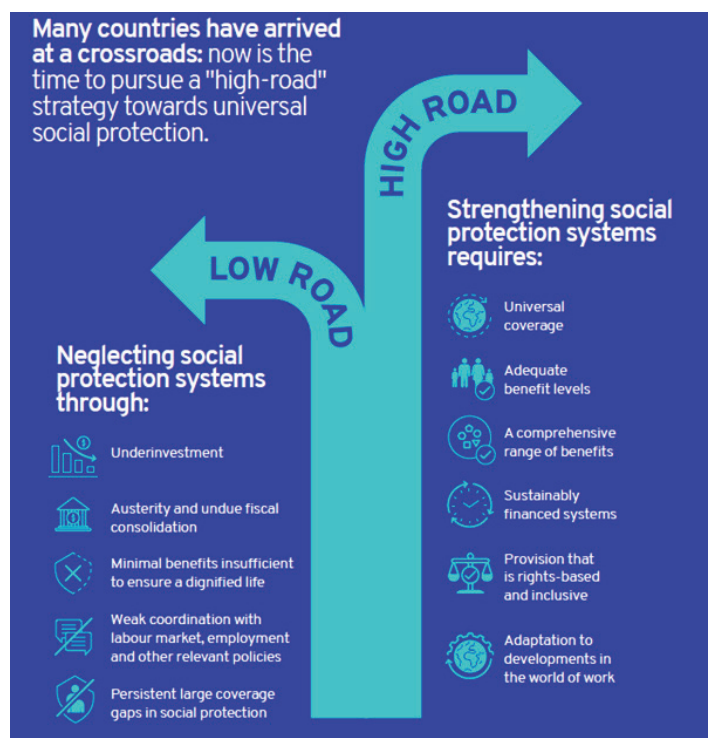 Many countries have arrived
at a crossroads: now is the
time to pursue a "high-road"
strategy towards universal
social protection.
HIGH ROAD
LOW ROAD
Neglecting social
protection systems
through:
Underinvestment
Austerity and undue fiscal
consolidation
Minimal benefits insufficient
to ensure a dignified life
Weak coordination with
labour market, employment
and other relevant policies
Persistent large coverage
gaps in social protection
Strengthening social
protection systems
requires:
Universal
coverage
Adequate
benefit levels
A comprehensive
range of benefits
Sustainably
financed systems
Provision that
is rights-based
and inclusive
Adaptation to
developments in
the world of work